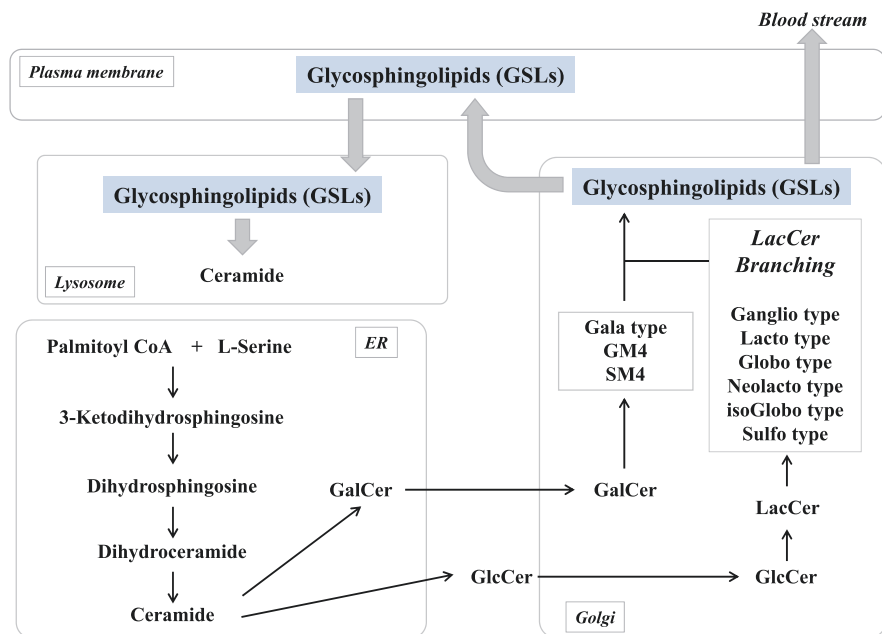 Blood stream
Plasma membrane
Glycosphingolipids (GSLs)
Glycosphingolipids (GSLs)
Ceramide
Lysosome
Glycosphingolipids (GSLs)
LacCer
Branching
Ganglio type
Lacto type
Globo type
Neolacto type
isoGlobo type
Sulfo type
Gala type
GM4
SM4
ER
Palmitoyl CoA + L-Serine
3-Ketodihydrosphingosine
Dihydrosphingosine
Dihydroceramide
Ceramide
GalCer
GlcCer
GalCer
LacCer
GlcCer
Golgi